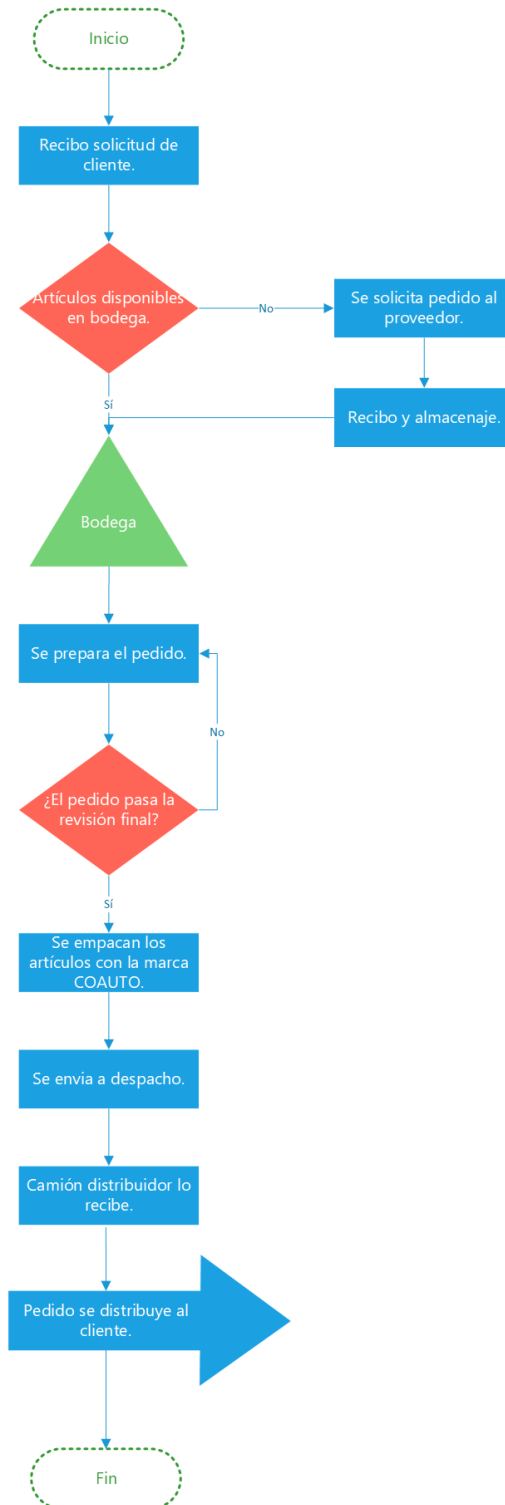 Inicio
Recibo solicitud de
cliente.
Artículos disponibles
en bodega.
No
Se solicita pedido al
proveedor.
Sí
Recibo y almacenaje.
Bodega
Se prepara el pedido.
No
¿El pedido pasa la
revisión final?
Sí
Se empacan los
artículos con la marca
COAUTO.
Se envia a despacho.
Camión distribuidor lo
recibe.
Pedido se distribuye al
cliente.
Fin